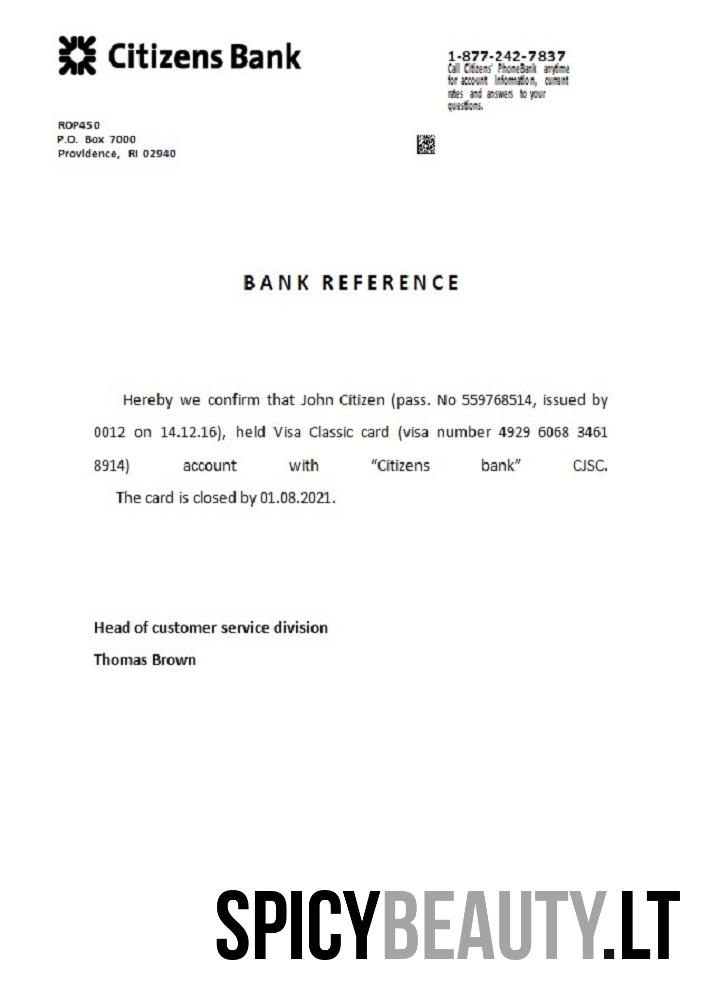 Citizens Bank
1-877-242-7837
Call Citizens' PhoneBank anytime
for account information, current
rates and answers to your
questions.
ROP450
P.O. Box 7000
Providence, RI 02940
BANK REFERENCE
Hereby we confirm that John Citizen (pass. No 559768514, issued by
0012 on 14.12.16), held Visa Classic card (visa number 4929 6068 3461
8914) account with “Citizens bank” CJSC.
The card is closed by 01.08.2021.
Head of customer service division
Thomas Brown
SPICYBEAUTY.LT